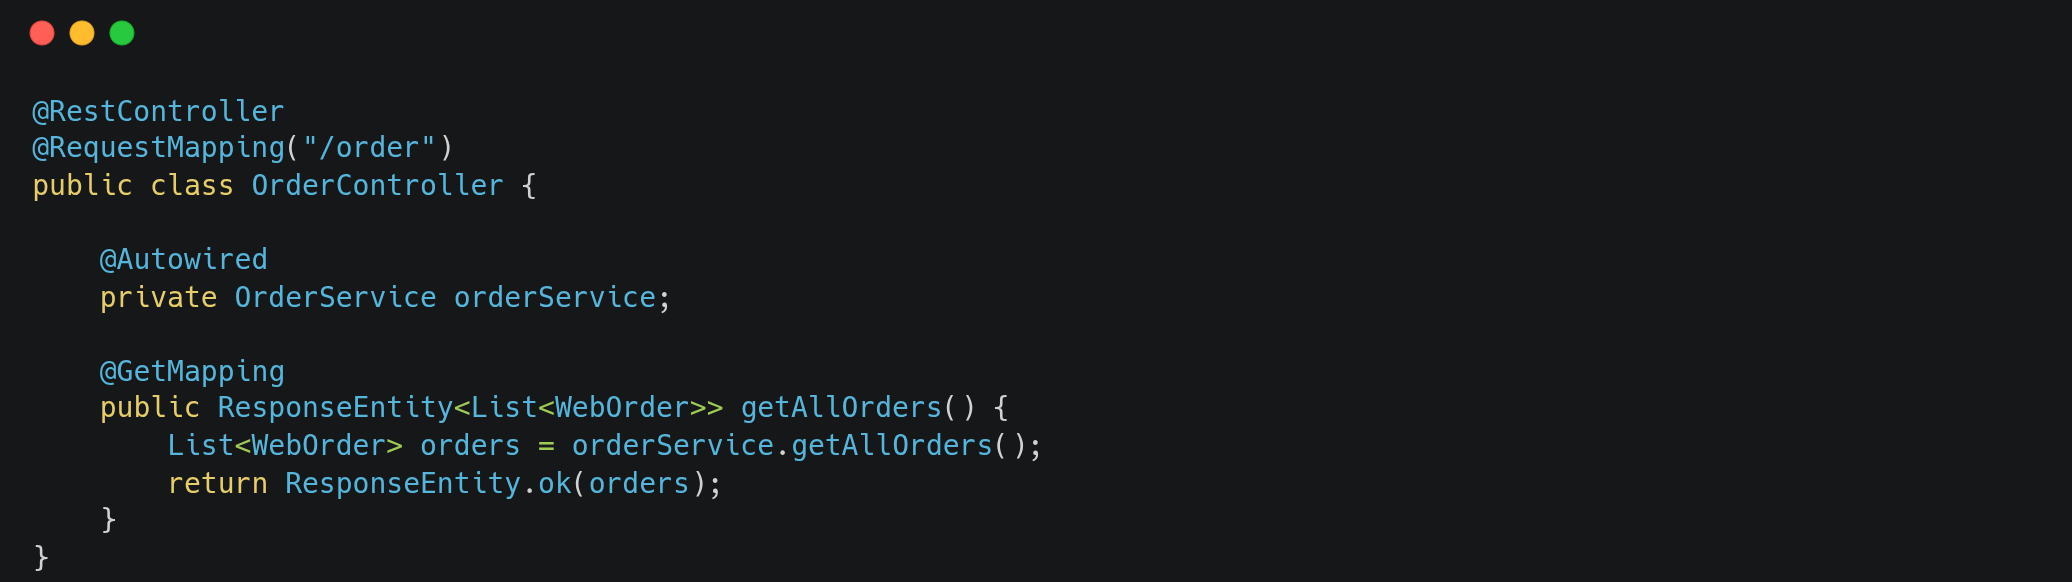 @RestController
@RequestMapping("/order")
public class OrderController {

    @Autowired
    private OrderService orderService;

    @GetMapping
    public ResponseEntity<List<WebOrder>> getAllOrders() {
        List<WebOrder> orders = orderService.getAllOrders();
        return ResponseEntity.ok(orders);
    }
}